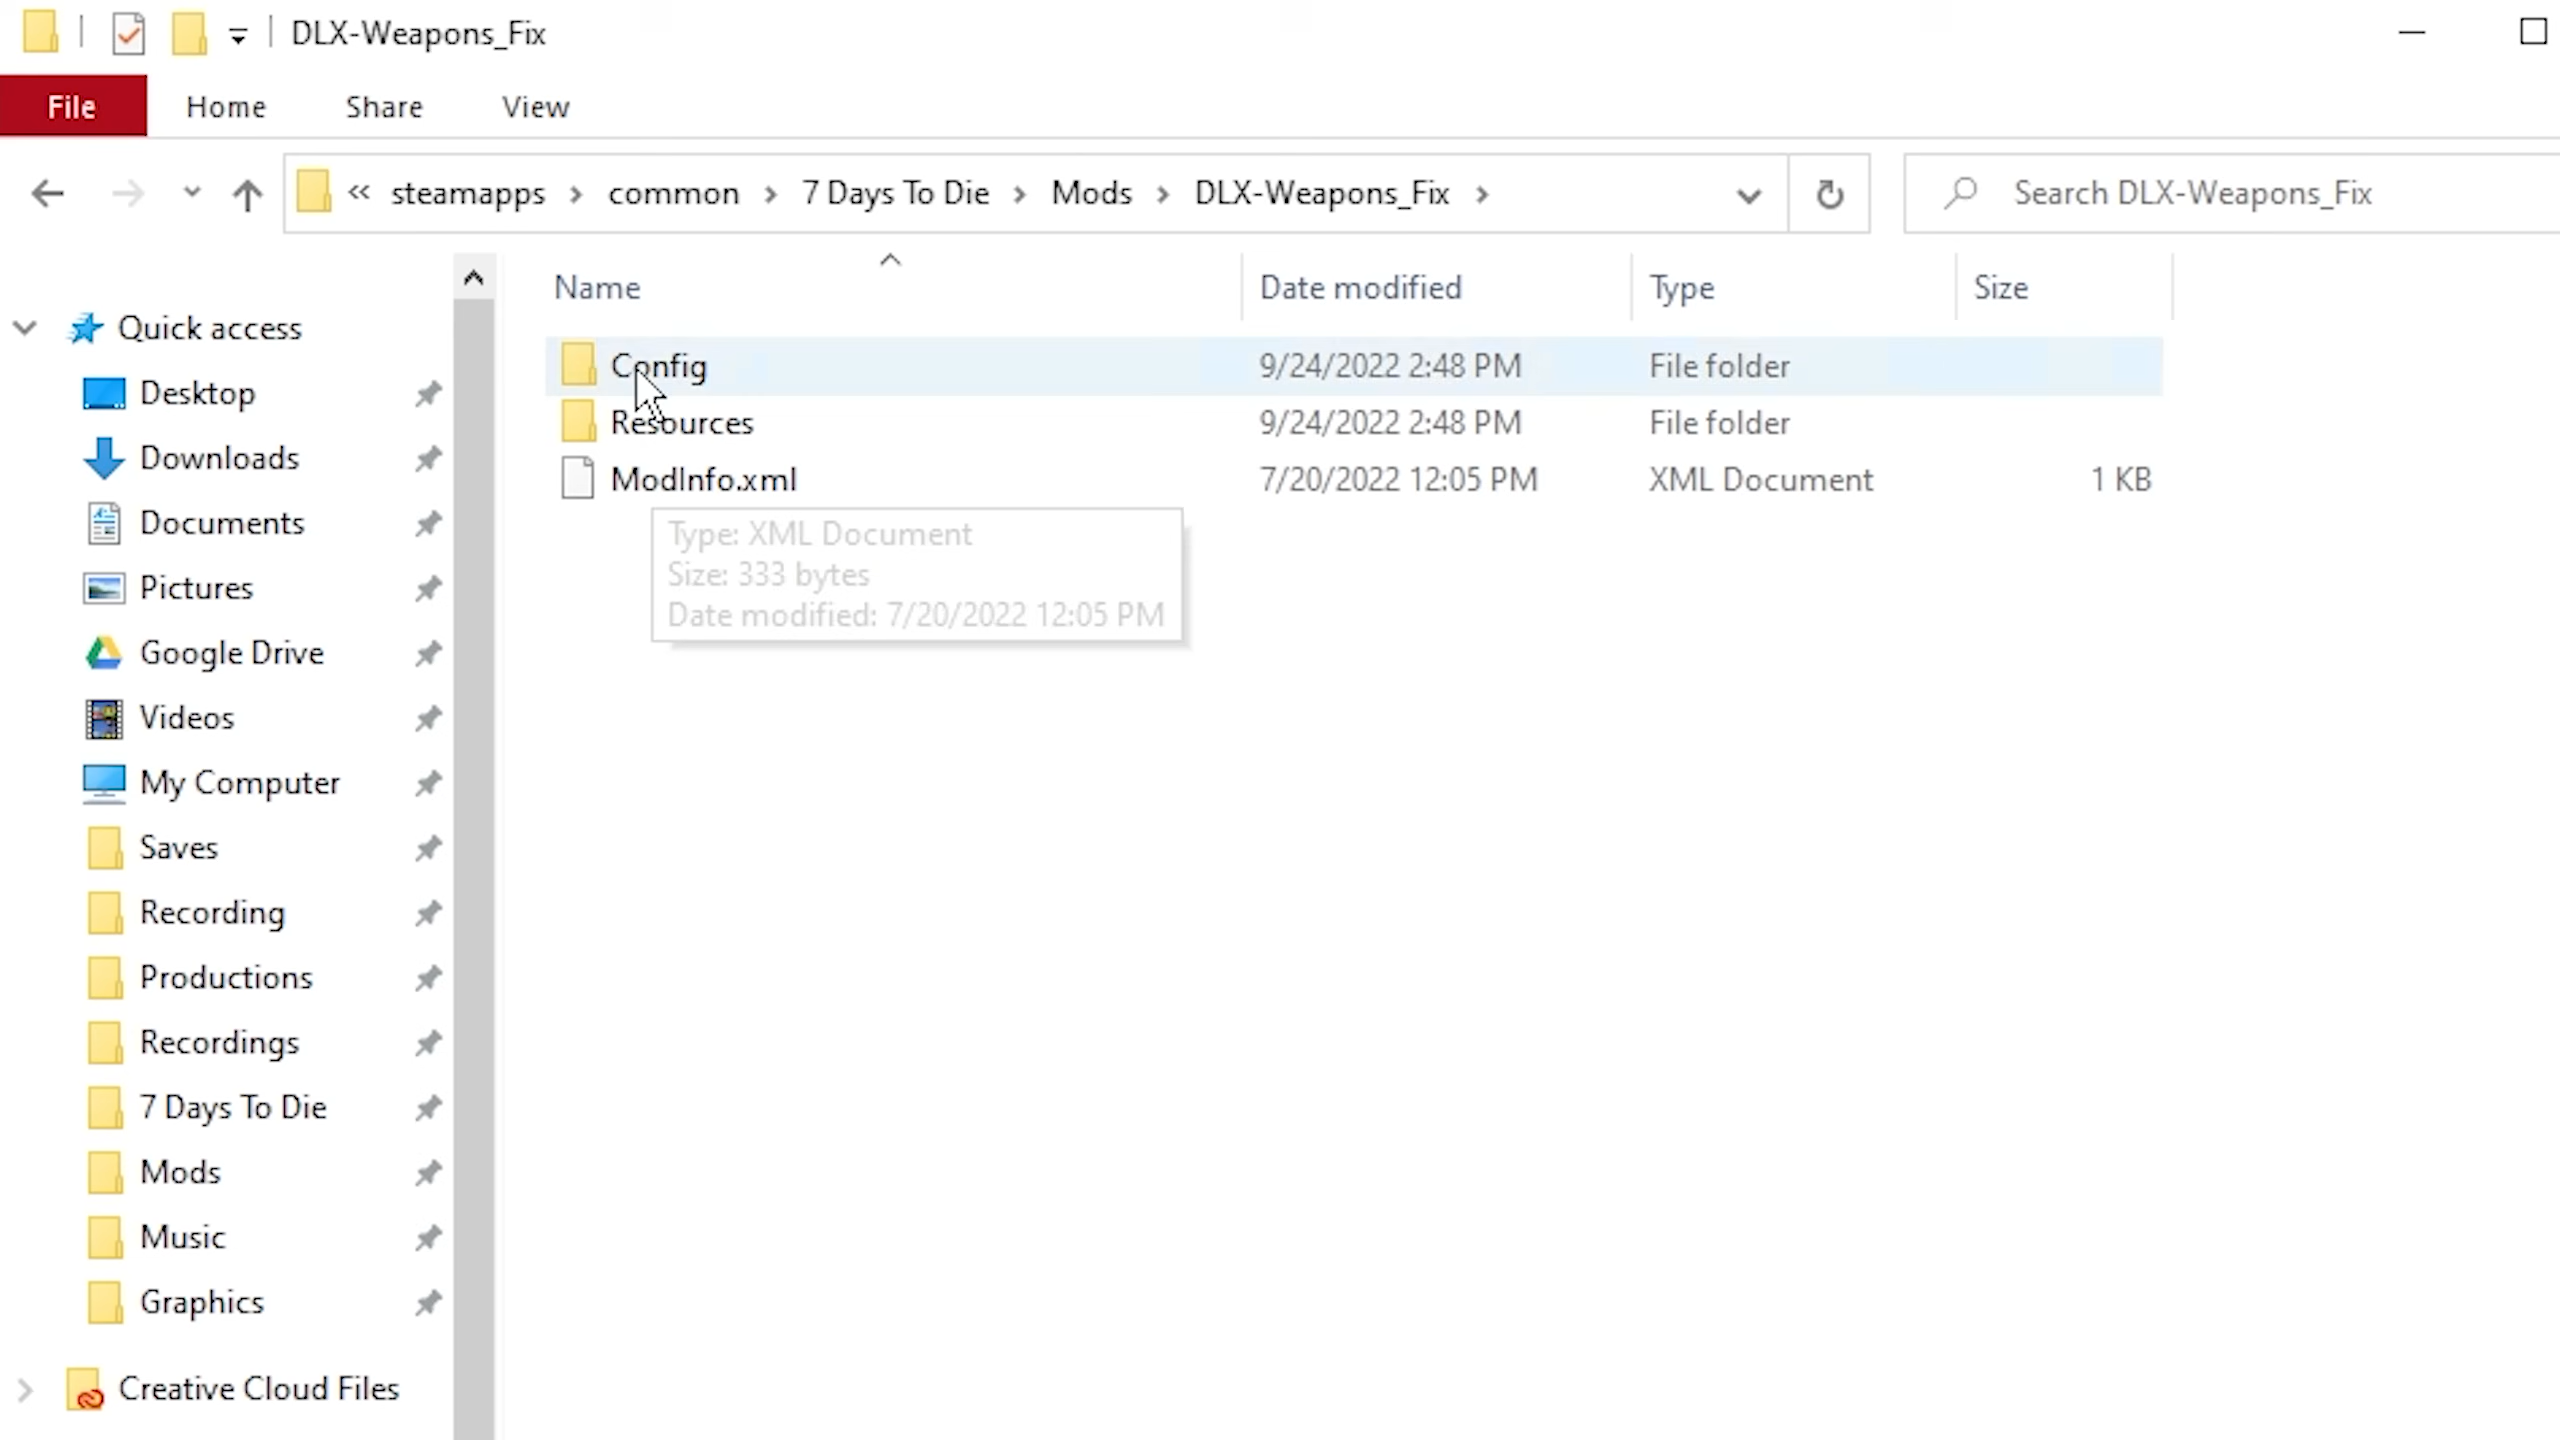 DLX-Weapons_Fix
File Home Share View
« steamapps › common › 7 Days To Die › Mods › DLX-Weapons_Fix ›
Search DLX-Weapons_Fix
Name Date modified Type Size
Config 9/24/2022 2:48 PM File folder
Resources 9/24/2022 2:48 PM File folder
ModInfo.xml 7/20/2022 12:05 PM XML Document 1 KB
Type: XML Document
Size: 333 bytes
Date modified: 7/20/2022 12:05 PM
Quick access
Desktop
Downloads
Documents
Pictures
Google Drive
Videos
My Computer
Saves
Recording
Productions
Recordings
7 Days To Die
Mods
Music
Graphics
Creative Cloud Files